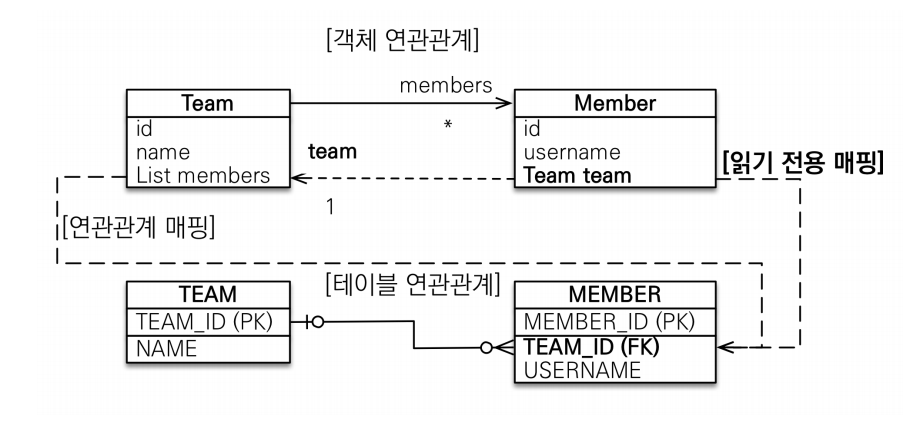 [객체 연관관계]
members
Team
Member
*
id
name
List members
team
id
username
Team team
[읽기 전용 매핑]
1
[연관관계 매핑]
[테이블 연관관계]
TEAM
TEAM_ID (PK)
NAME
MEMBER
MEMBER_ID (PK)
TEAM_ID (FK)
USERNAME